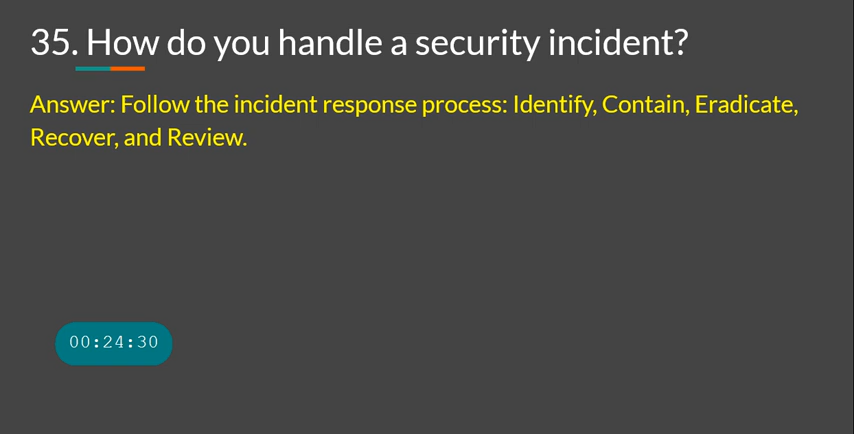 35. How do you handle a security incident?
Answer: Follow the incident response process: Identify, Contain, Eradicate,
Recover, and Review.
00:24:30